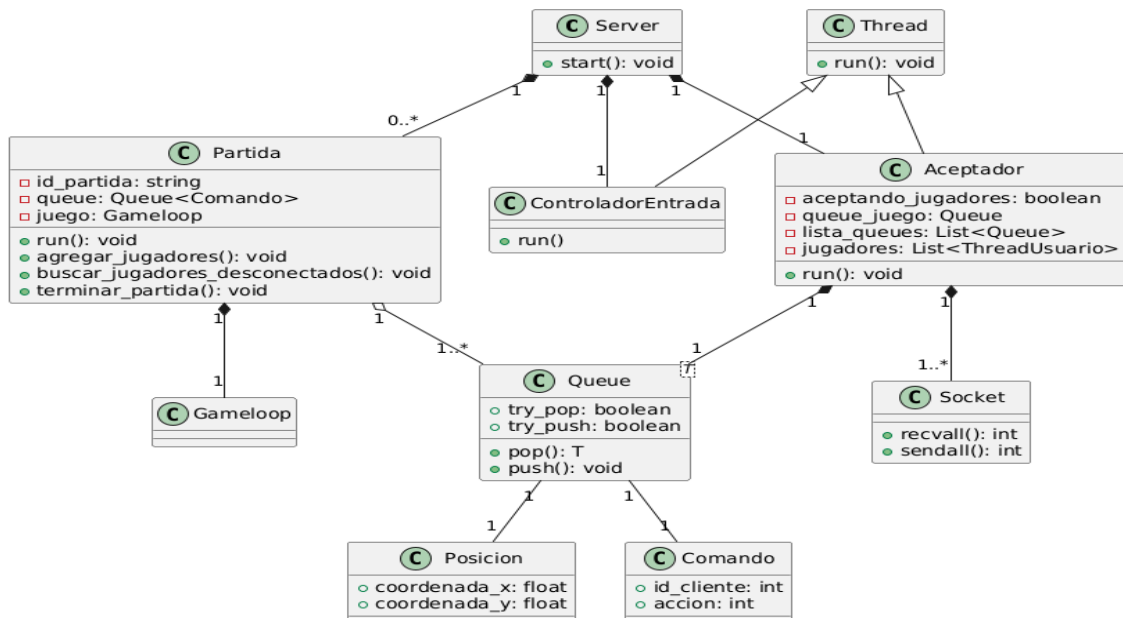 C Server
start(): void
C Thread
run(): void
1
1
1
0..*
1
1
C Partida
id_partida: string
queue: Queue<Comando>
juego: Gameloop
run(): void
agregar_jugadores(): void
buscar_jugadores_desconectados(): void
terminar_partida(): void
C ControladorEntrada
run()
C Aceptador
aceptando_jugadores: boolean
queue_juego: Queue
lista_queues: List<Queue>
jugadores: List<ThreadUsuario>
run(): void
1
1
1
1
1
1..*
1
1..*
C Gameloop
C Queue
T
try_pop: boolean
try_push: boolean
pop(): T
push(): void
C Socket
recvall(): int
sendall(): int
1
1
1
1
C Posicion
coordenada_x: float
coordenada_y: float
C Comando
id_cliente: int
accion: int